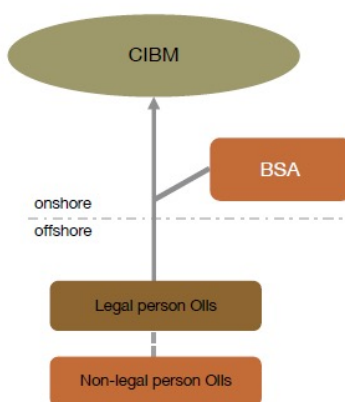 CIBM
BSA
onshore
offshore
Legal person OIIs
Non-legal person OIIs